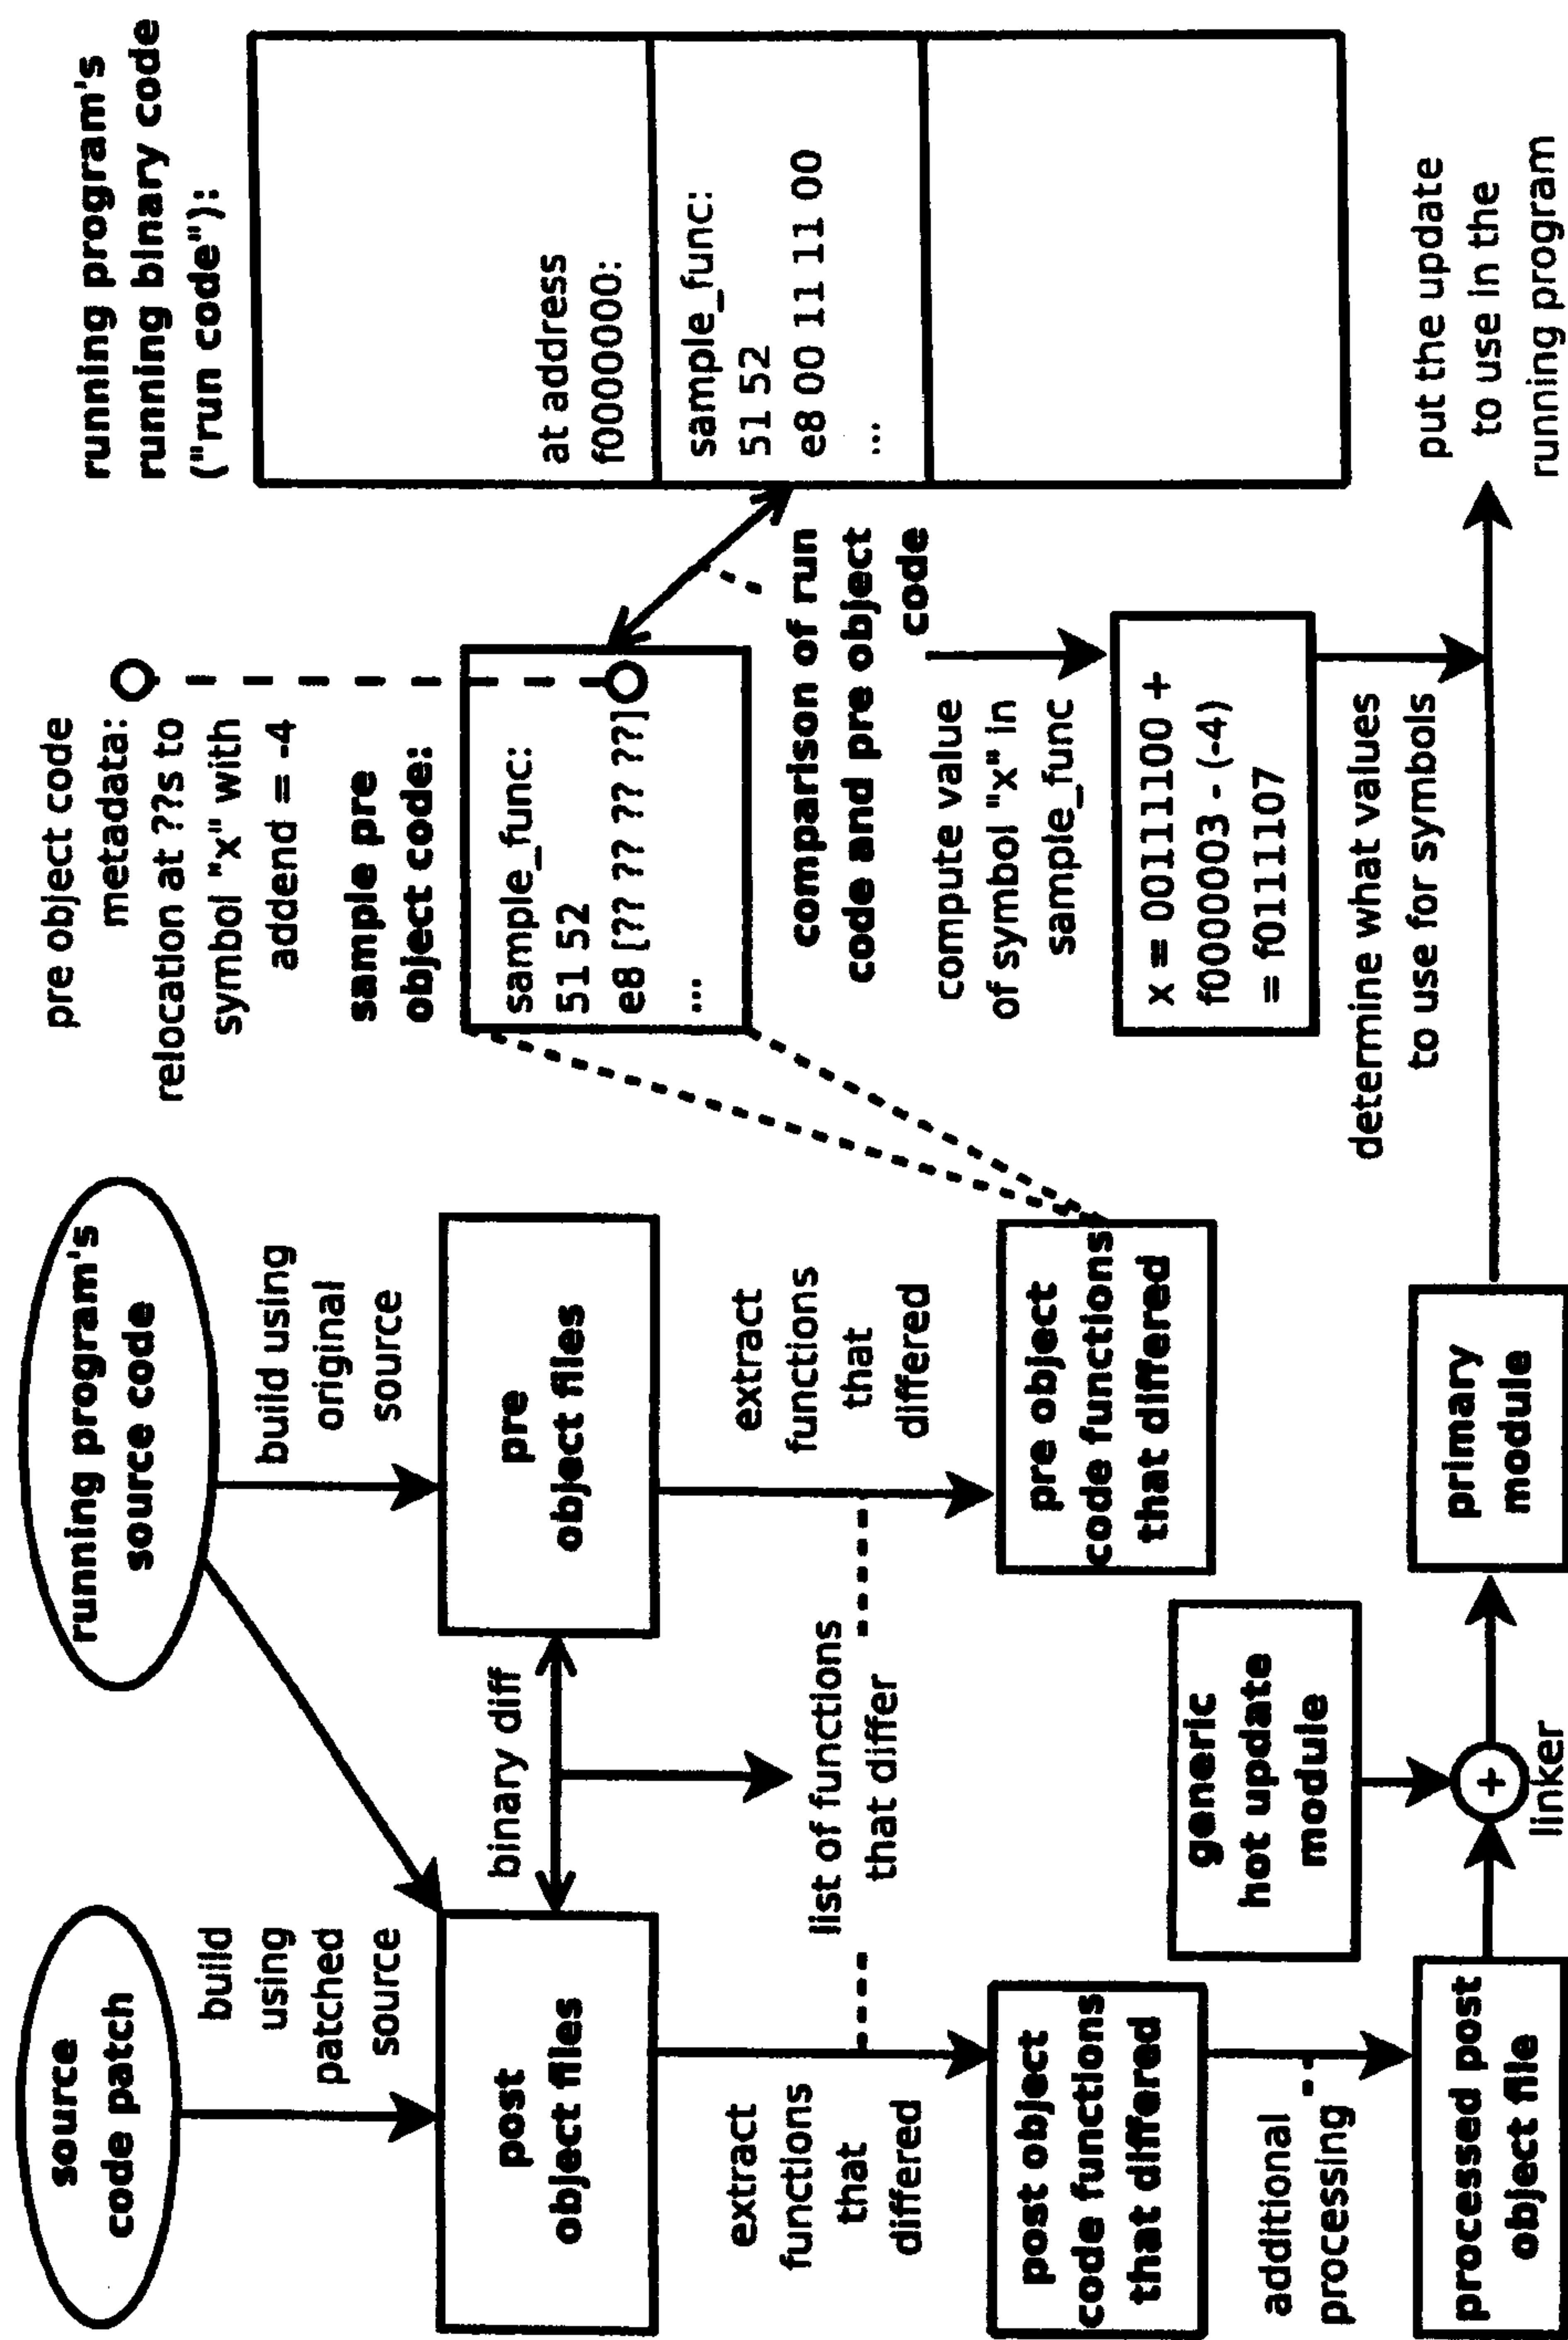 source
code patch
build
using
patched
source
post
object files
extract
functions
that
differed
post object
code functions
that differed
additional
processing
processed post
object file
running program's
source code
build using
original
source
binary diff
pre
object files
list of functions
that differ
extract
functions
that
differed
pre object
code functions
that differed
generic
hot update
module
+
linker
primary
module
pre object code
metadata:
relocation at ??s to
symbol "x" with
addend = -4
sample pre
object code:
sample_func:
51 52
e8 [?? ?? ?? ??]
...
comparison of run
code and pre object
code
compute value
of symbol "x" in
sample_func
x = 00111100 +
f0000003 - (-4)
= f0111107
determine what values
to use for symbols
running program's
running binary code
("run code"):
at address
f0000000:
sample_func:
51 52
e8 00 11 11 00
...
put the update
to use in the
running program